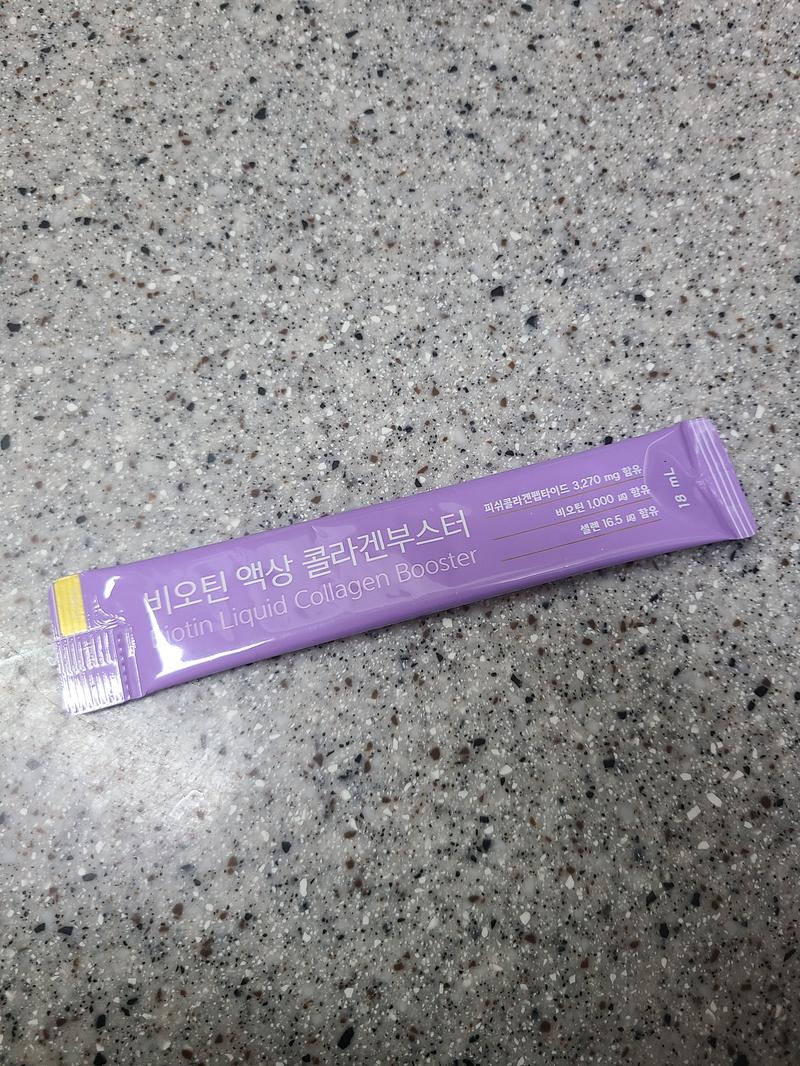 비오틴 액상 콜라겐부스터
Biotin Liquid Collagen Booster
피쉬콜라겐펩타이드 3,270 mg 함유
비오틴 1,000 ㎍ 함유
셀렌 16.5 ㎍ 함유
18 mL